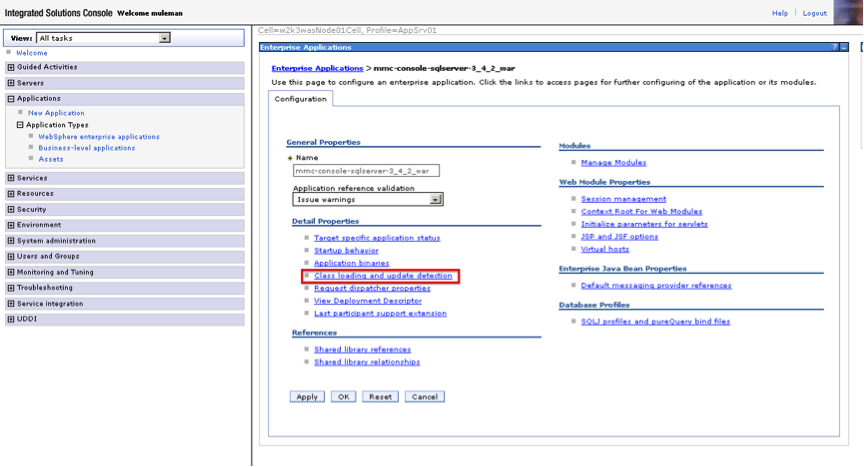 Integrated Solutions Console Welcome muleman
Help | Logout
View: All tasks
Welcome
Guided Activities
Servers
Applications
New Application
Application Types
WebSphere enterprise applications
Business-level applications
Assets
Services
Resources
Security
Environment
System administration
Users and Groups
Monitoring and Tuning
Troubleshooting
Service integration
UDDI
Cell=w2k3wasNode01Cell, Profile=AppSrv01
Enterprise Applications
Enterprise Applications > mmc-console-sqlserver-3_4_2_war
Use this page to configure an enterprise application. Click the links to access pages for further configuring of the application or its modules.
Configuration
General Properties
Name
mmc-console-sqlserver-3_4_2_war
Application reference validation
Issue warnings
Detail Properties
Target specific application status
Startup behavior
Application binaries
Class loading and update detection
Request dispatcher properties
View Deployment Descriptor
Last participant support extension
References
Shared library references
Shared library relationships
Modules
Manage Modules
Web Module Properties
Session management
Context Root For Web Modules
Initialize parameters for servlets
JSP and JSF options
Virtual hosts
Enterprise Java Bean Properties
Default messaging provider references
Database Profiles
SQLJ profiles and pureQuery bind files
Apply OK Reset Cancel